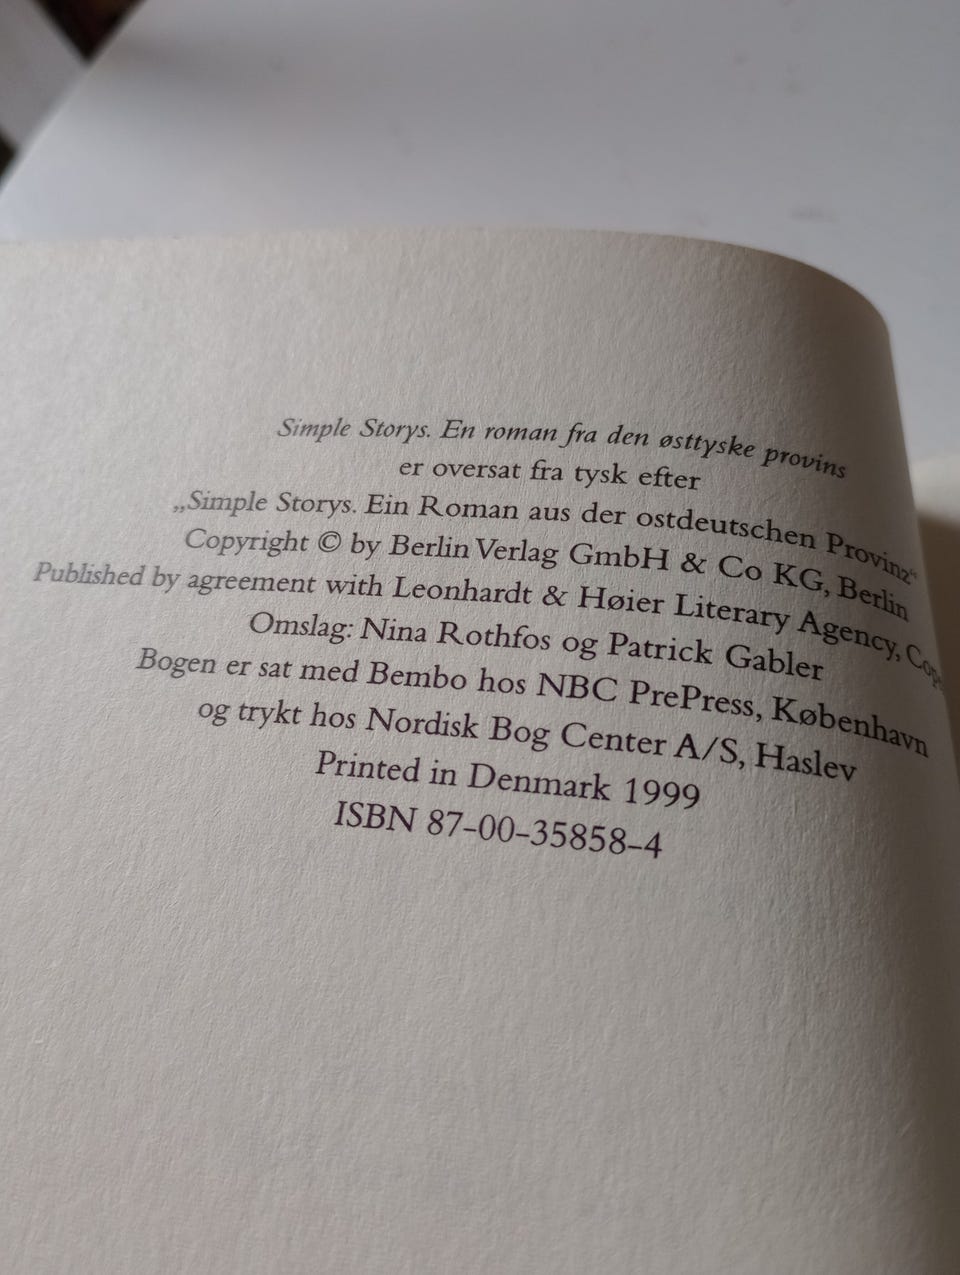 Simple Storys. En roman fra den østtyske provins
er oversat fra tysk efter
„Simple Storys. Ein Roman aus der ostdeutschen Provinz“
Copyright © by Berlin Verlag GmbH & Co KG, Berlin
Published by agreement with Leonhardt & Høier Literary Agency,
Omslag: Nina Rothfos og Patrick Gabler
Bogen er sat med Bembo hos NBC PrePress, København
og trykt hos Nordisk Bog Center A/S, Haslev
Printed in Denmark 1999
ISBN 87-00-35858-4